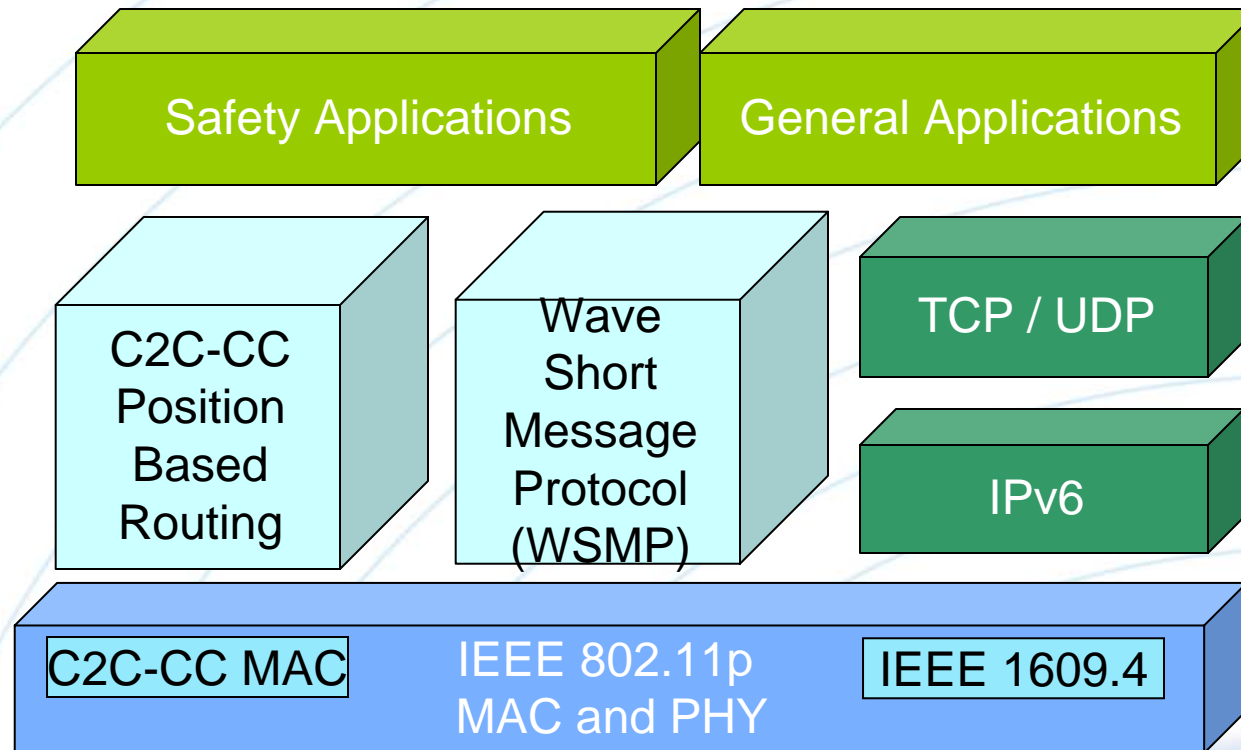 Safety Applications
General Applications
C2C-CC
Position
Based
Routing
Wave
Short
Message
Protocol
(WSMP)
TCP / UDP
IPv6
C2C-CC MAC
IEEE 802.11p
MAC and PHY
IEEE 1609.4